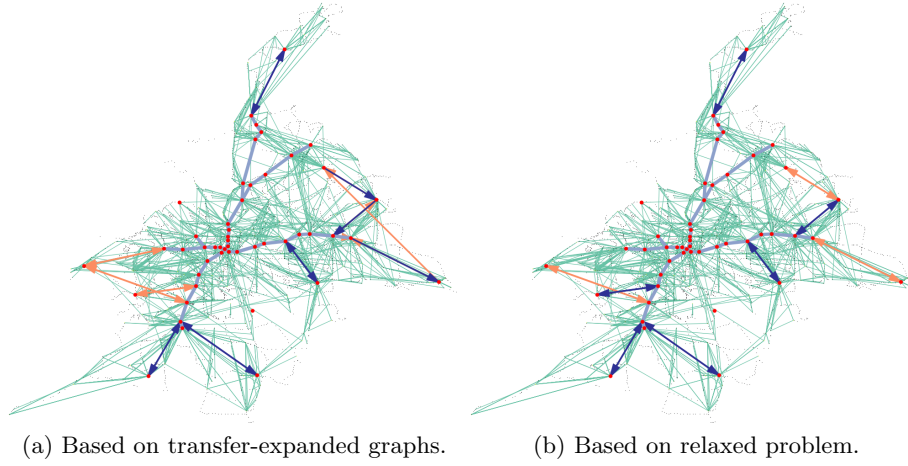 (a) Based on transfer-expanded graphs.
(b) Based on relaxed problem.